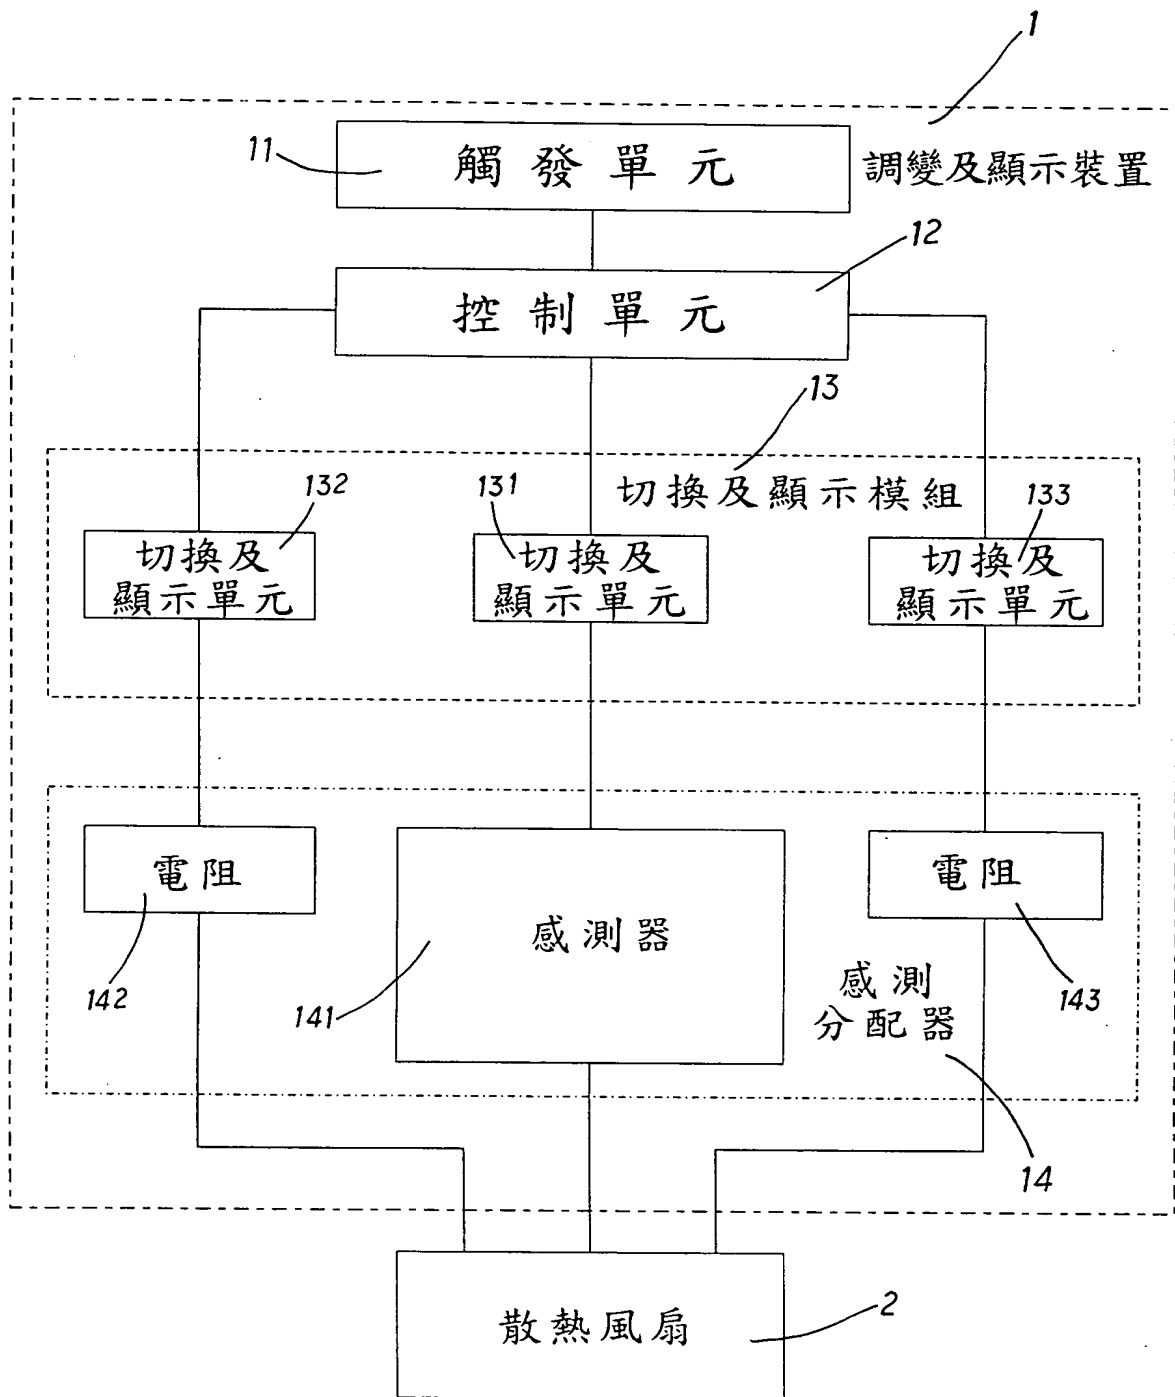 1
11
觸發單元
調變及顯示裝置
12
控制單元
13
切換及顯示模組
132
131
133
切換及
顯示單元
切換及
顯示單元
切換及
顯示單元
電阻
感測器
電阻
142
141
143
感測
分配器
14
散熱風扇
2